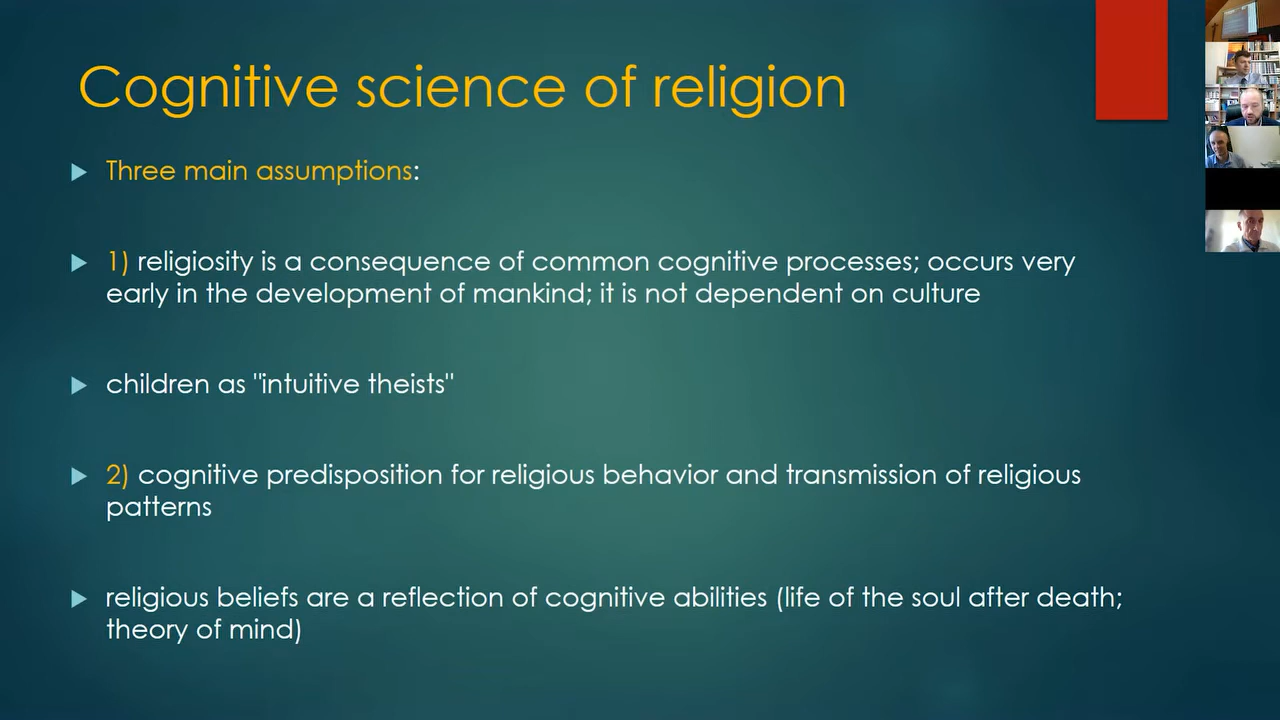 Cognitive science of religion
Three main assumptions:
1) religiosity is a consequence of common cognitive processes; occurs very
early in the development of mankind; it is not dependent on culture
children as "intuitive theists"
2) cognitive predisposition for religious behavior and transmission of religious
patterns
religious beliefs are a reflection of cognitive abilities (life of the soul after death;
theory of mind)